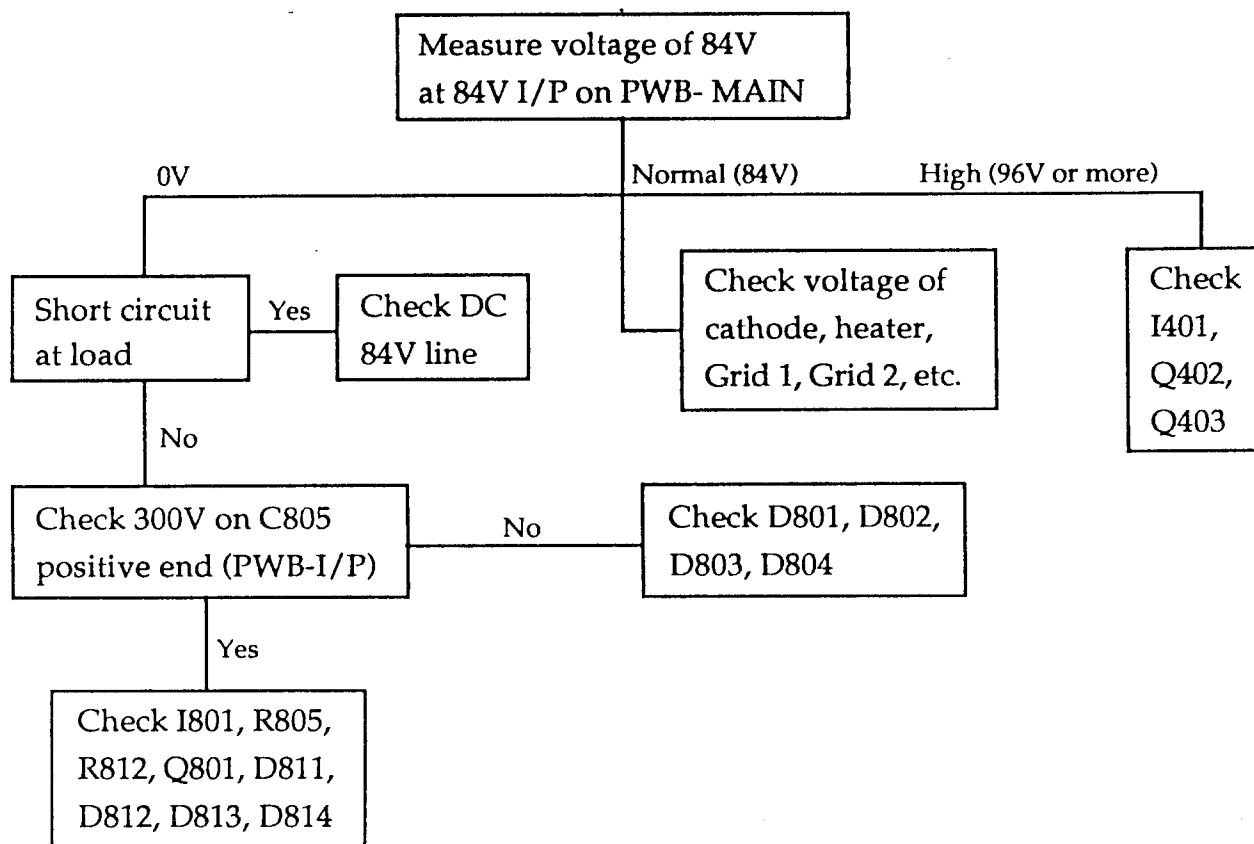 Measure voltage of 84V
at 84V I/P on PWB- MAIN
0V
Normal (84V)
High (96V or more)
Short circuit
at load
Yes
Check DC
84V line
Check voltage of
cathode, heater,
Grid 1, Grid 2, etc.
Check
I401,
Q402,
Q403
No
Check 300V on C805
positive end (PWB-I/P)
No
Check D801, D802,
D803, D804
Yes
Check I801, R805,
R812, Q801, D811,
D812, D813, D814